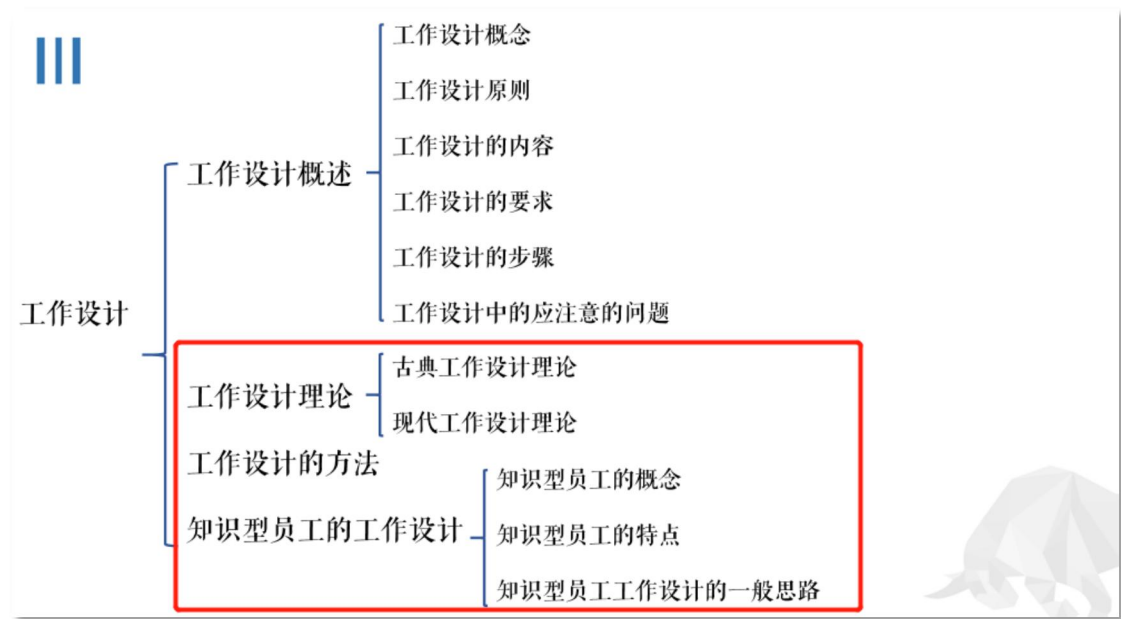 工作设计
工作设计概述
工作设计概念
工作设计原则
工作设计的内容
工作设计的要求
工作设计的步骤
工作设计中的应注意的问题
工作设计理论
古典工作设计理论
现代工作设计理论
工作设计的方法
知识型员工的工作设计
知识型员工的概念
知识型员工的特点
知识型员工工作设计的一般思路